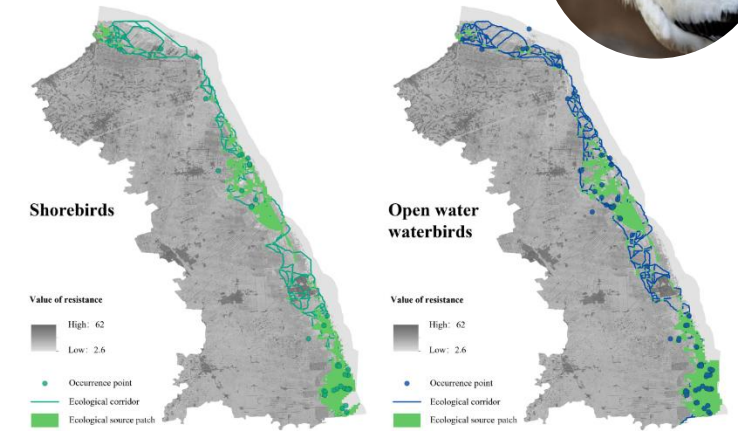 Shorebirds
Value of resistance
High: 62
Low: 2.6
Occurrence point
Ecological corridor
Ecological source patch
Open water
waterbirds
Value of resistance
High: 62
Low: 2.6
Occurrence point
Ecological corridor
Ecological source patch